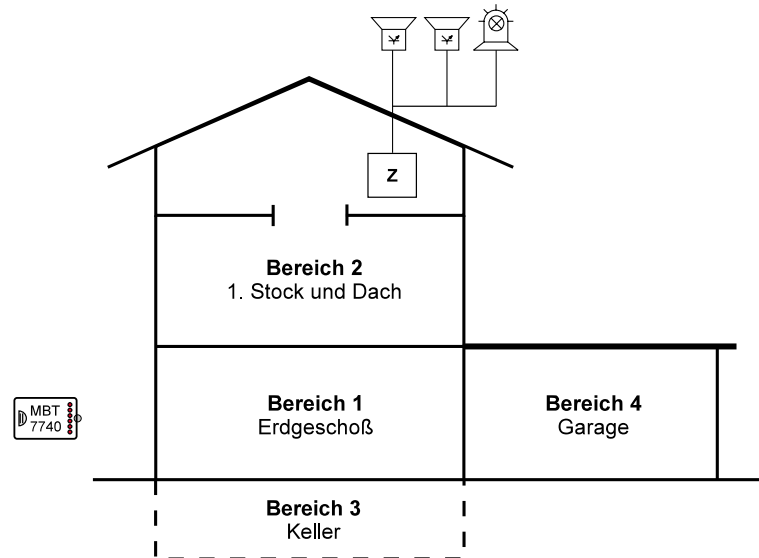 Z
Bereich 2
1. Stock und Dach
MBT
7740
Bereich 1
Erdgeschoß
Bereich 4
Garage
Bereich 3
Keller